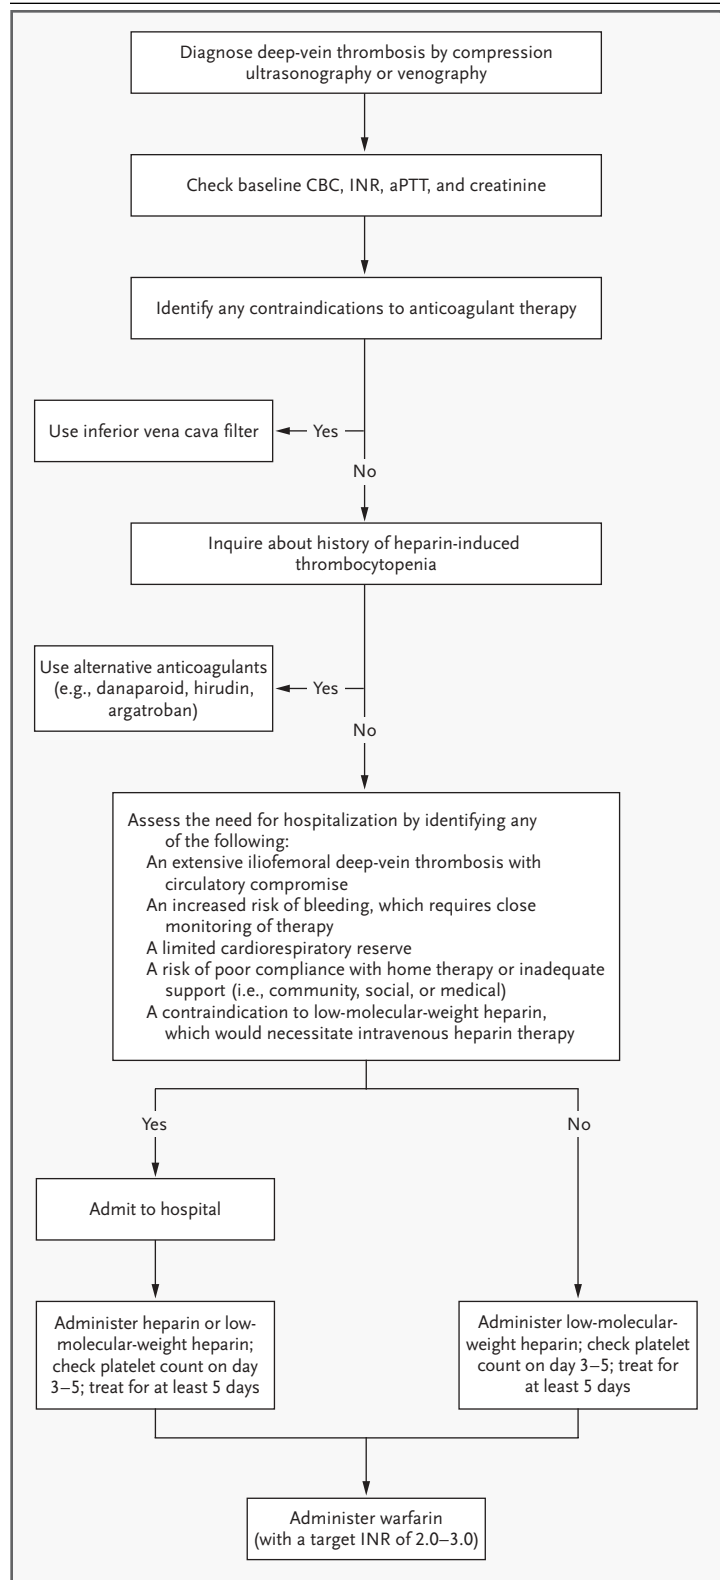 Diagnose deep-vein thrombosis by compression
ultrasonography or venography
Check baseline CBC, INR, aPTT, and creatinine
Identify any contraindications to anticoagulant therapy
Use inferior vena cava filter
Yes
No
Inquire about history of heparin-induced
thrombocytopenia
Use alternative anticoagulants
(e.g., danaparoid, hirudin,
argatroban)
Yes
No
Assess the need for hospitalization by identifying any
of the following:
An extensive iliofemoral deep-vein thrombosis with
circulatory compromise
An increased risk of bleeding, which requires close
monitoring of therapy
A limited cardiorespiratory reserve
A risk of poor compliance with home therapy or inadequate
support (i.e., community, social, or medical)
A contraindication to low-molecular-weight heparin,
which would necessitate intravenous heparin therapy
Yes
No
Admit to hospital
Administer heparin or low-
molecular-weight heparin;
check platelet count on day
3–5; treat for at least 5 days
Administer low-molecular-
weight heparin; check platelet
count on day 3–5; treat for
at least 5 days
Administer warfarin
(with a target INR of 2.0–3.0)